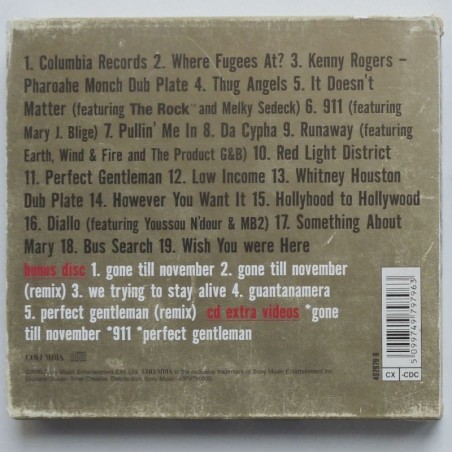 1. Columbia Records 2. Where Fugees At? 3. Kenny Rogers –
Pharoahe Monch Dub Plate 4. Thug Angels 5. It Doesn't
Matter (featuring The Rock™ and Melky Sedeck) 6. 911 (featuring
Mary J. Blige) 7. Pullin' Me In 8. Da Cypha 9. Runaway (featuring
Earth, Wind & Fire and The Product G&B) 10. Red Light District
11. Perfect Gentleman 12. Low Income 13. Whitney Houston
Dub Plate 14. However You Want It 15. Hollyhood to Hollywood
16. Diallo (featuring Youssou N'dour & MB2) 17. Something About
Mary 18. Bus Search 19. Wish You were Here
bonus disc 1. gone till november 2. gone till november
(remix) 3. we trying to stay alive 4. guantanamera
5. perfect gentleman (remix) cd extra videos *gone
till november *911 *perfect gentleman
COLUMBIA
5099749797963
CX -CDC